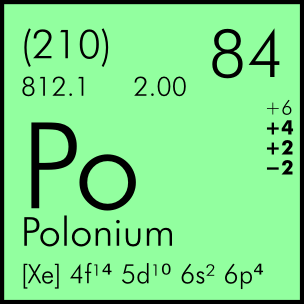 (210) 84
812.1 2.00
+6
+4
+2
−2
Po
Polonium
[Xe] 4f¹⁴ 5d¹⁰ 6s² 6p⁴